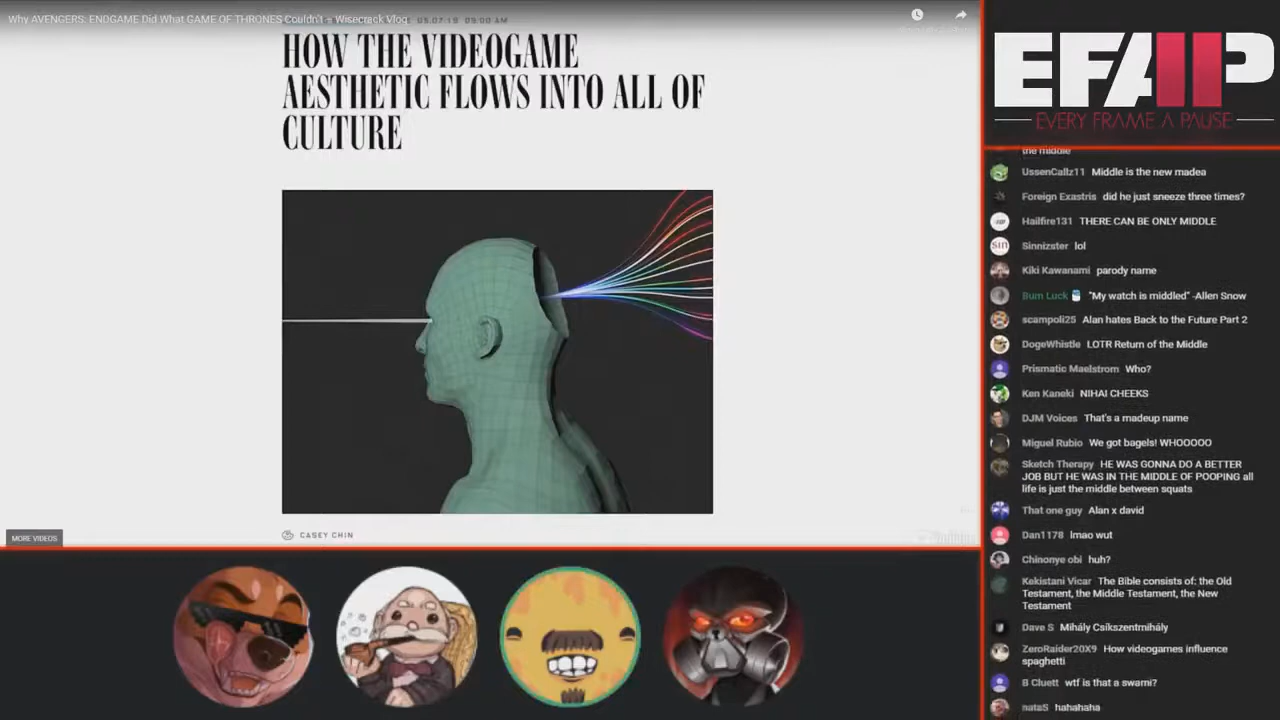 Why AVENGERS: ENDGAME Did What GAME OF THRONES Couldn't – Wisecrack Vlog
05.07.19 09:00 AM
HOW THE VIDEOGAME
AESTHETIC FLOWS INTO ALL OF
CULTURE
CASEY CHIN
MORE VIDEOS
EFAP
EVERY FRAME A PAUSE
the middle
UssenCallz11 Middle is the new madea
Foreign Exastris did he just sneeze three times?
Hailfire131 THERE CAN BE ONLY MIDDLE
Sinnizster lol
Kiki Kawanami parody name
Bum Luck "My watch is middled" -Allen Snow
scampoli25 Alan hates Back to the Future Part 2
DogeWhistle LOTR Return of the Middle
Prismatic Maelstrom Who?
Ken Kaneki NIHAI CHEEKS
DJM Voices That's a madeup name
Miguel Rubio We got bagels! WHOOOOO
Sketch Therapy HE WAS GONNA DO A BETTER
JOB BUT HE WAS IN THE MIDDLE OF POOPING all
life is just the middle between squats
That one guy Alan x david
Dan1178 lmao wut
Chinonye obi huh?
Kekistani Vicar The Bible consists of: the Old
Testament, the Middle Testament, the New
Testament
Dave S Mihály Csíkszentmihály
ZeroRaider20X9 How videogames influence
spaghetti
B Cluett wtf is that a swami?
nataS hahahaha